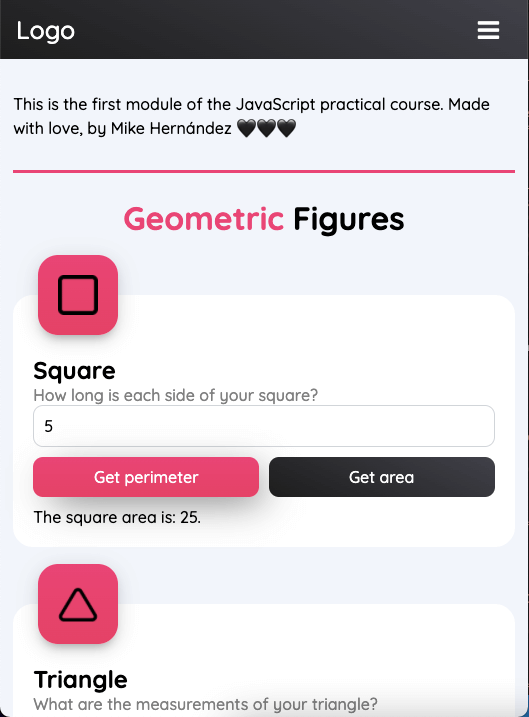 Logo
This is the first module of the JavaScript practical course. Made
with love, by Mike Hernández 🖤🖤🖤
Geometric Figures
Square
How long is each side of your square?
5
Get perimeter Get area
The square area is: 25.
Triangle
What are the measurements of your triangle?